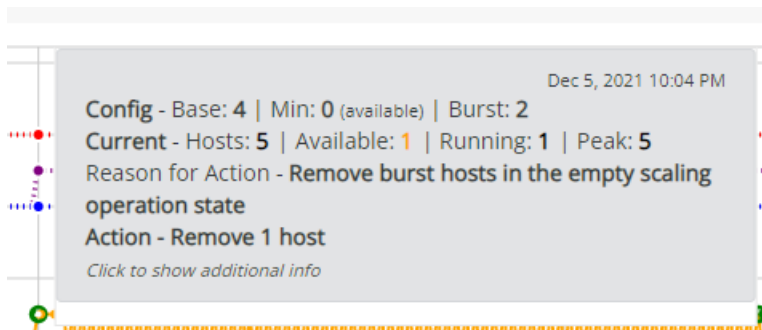 Dec 5, 2021 10:04 PM
Config - Base: 4 | Min: 0 (available) | Burst: 2
Current - Hosts: 5 | Available: 1 | Running: 1 | Peak: 5
Reason for Action - Remove burst hosts in the empty scaling
operation state
Action - Remove 1 host
Click to show additional info